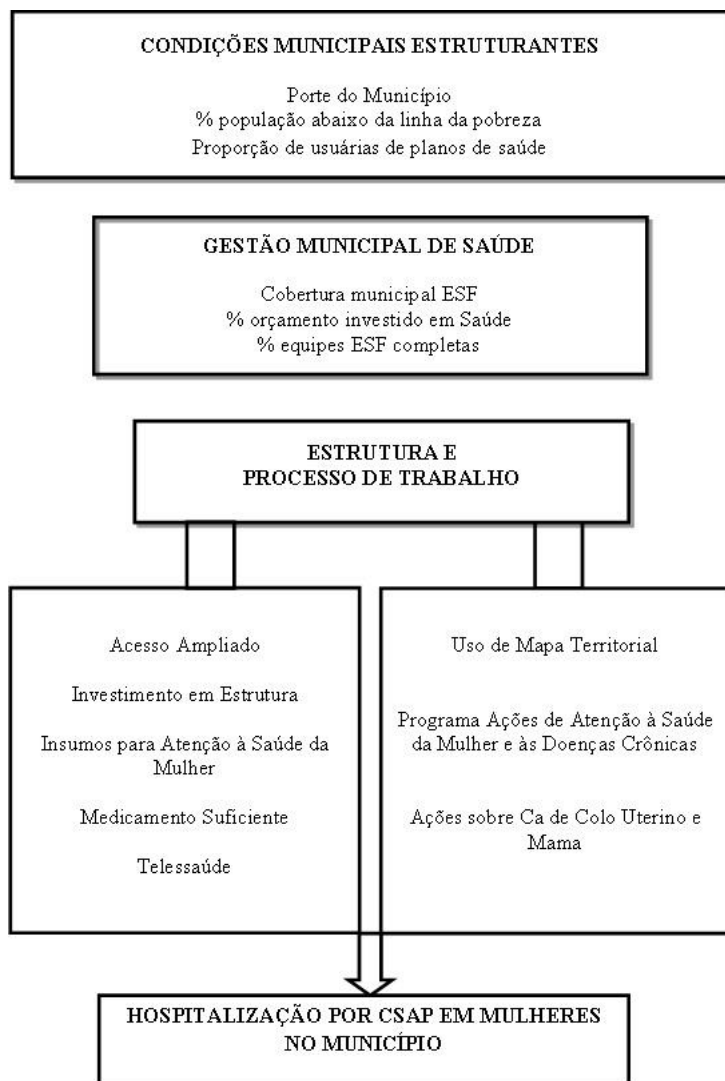 CONDIÇÕES MUNICIPAIS ESTRUTURANTES
Porte do Município
% população abaixo da linha da pobreza
Proporção de usuárias de planos de saúde
GESTÃO MUNICIPAL DE SAÚDE
Cobertura municipal ESF
% orçamento investido em Saúde
% equipes ESF completas
ESTRUTURA E
PROCESSO DE TRABALHO
Acesso Ampliado
Investimento em Estrutura
Insumos para Atenção à Saúde da
Mulher
Medicamento Suficiente
Telessaúde
Uso de Mapa Territorial
Programa Ações de Atenção à Saúde
da Mulher e às Doenças Crônicas
Ações sobre Ca de Colo Uterino e
Mama
HOSPITALIZAÇÃO POR CSAP EM MULHERES
NO MUNICÍPIO